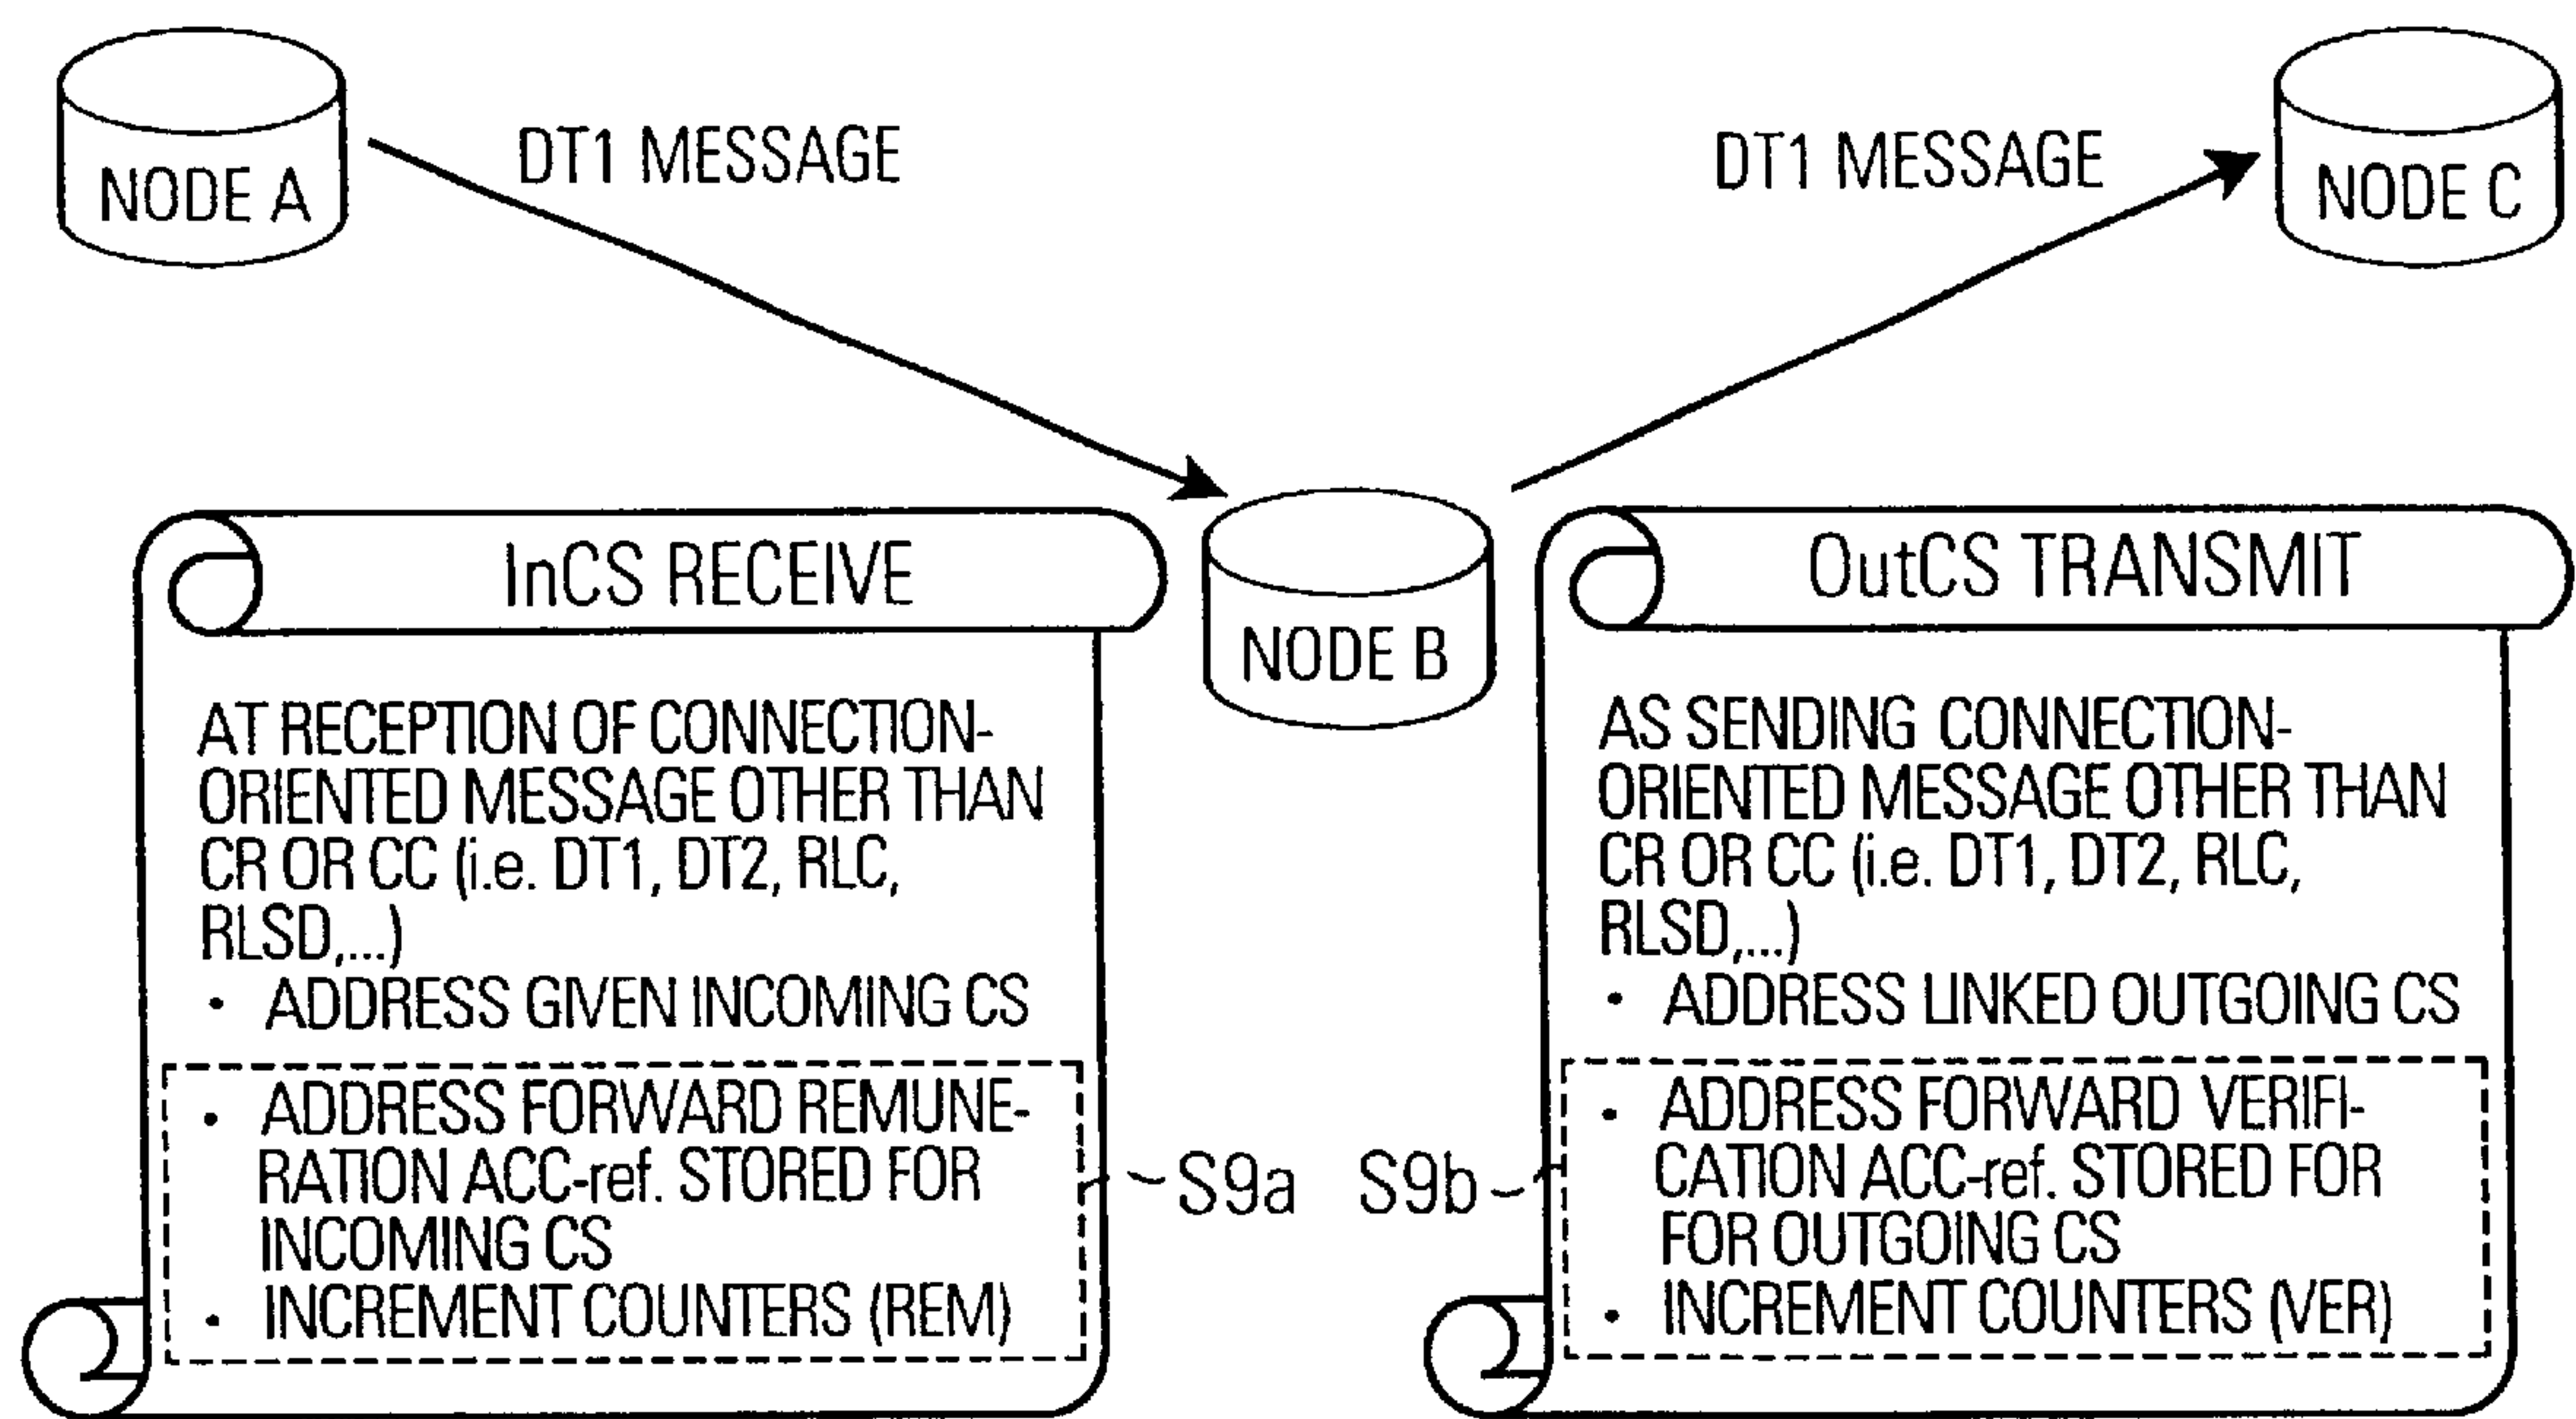 NODE A
DT1 MESSAGE
DT1 MESSAGE
NODE C
NODE B
InCS RECEIVE
AT RECEPTION OF CONNECTION-
ORIENTED MESSAGE OTHER THAN
CR OR CC (i.e. DT1, DT2, RLC,
RLSD,...)
• ADDRESS GIVEN INCOMING CS
• ADDRESS FORWARD REMUNE-
RATION ACC-ref. STORED FOR
INCOMING CS
• INCREMENT COUNTERS (REM)
S9a
OutCS TRANSMIT
AS SENDING CONNECTION-
ORIENTED MESSAGE OTHER THAN
CR OR CC (i.e. DT1, DT2, RLC,
RLSD,...)
• ADDRESS LINKED OUTGOING CS
• ADDRESS FORWARD VERIFI-
CATION ACC-ref. STORED FOR
FOR OUTGOING CS
• INCREMENT COUNTERS (VER)
S9b